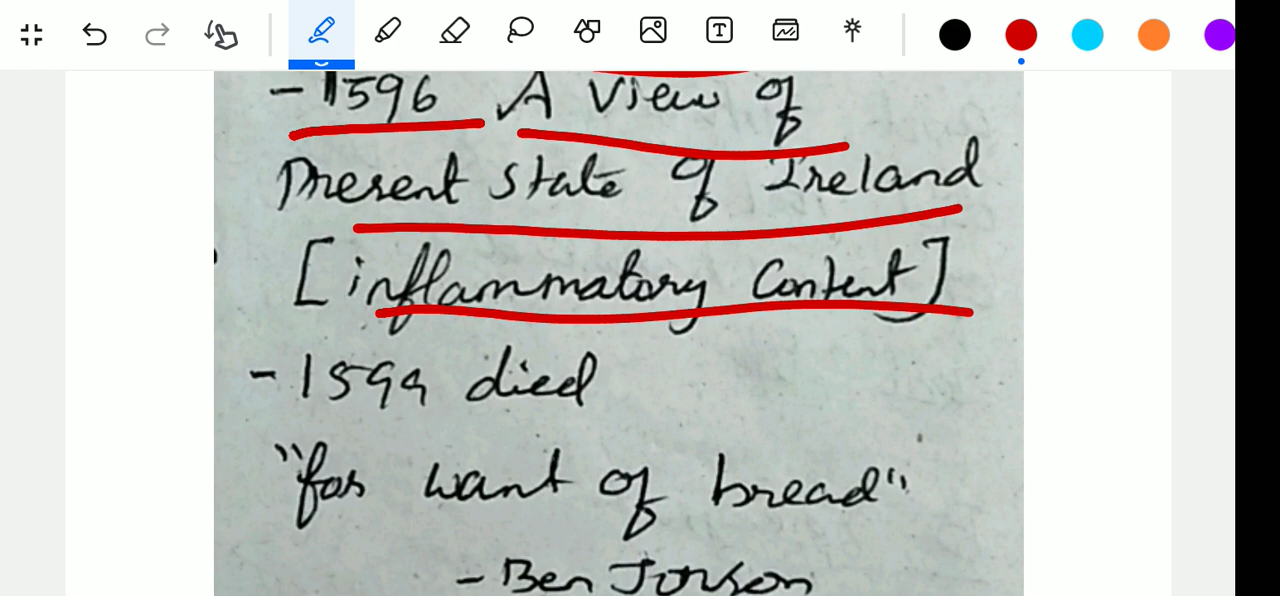 - 1596 A View of
Present State of Ireland
[inflammatory Content]
- 1599 died
"for want of bread"
- Ben Jonson